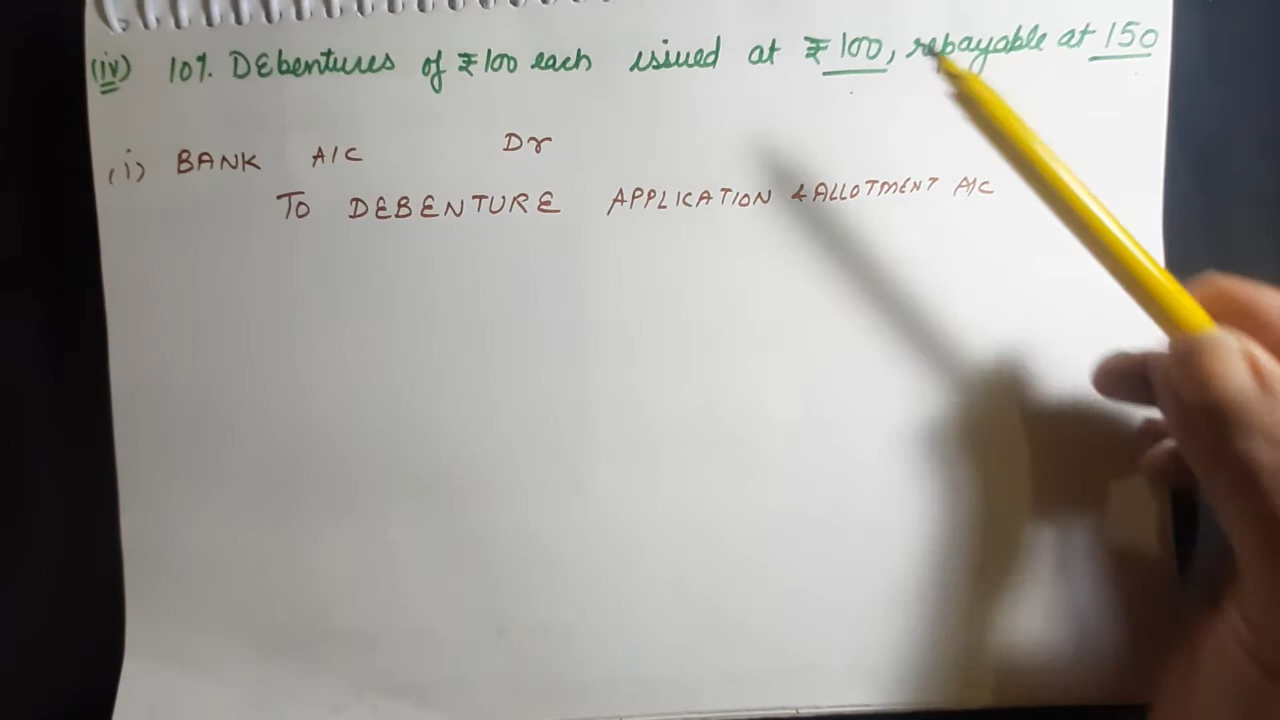 (iv) 10% Debentures of ₹100 each issued at ₹100, repayable at 150
(i) BANK A/C Dr
To DEBENTURE APPLICATION & ALLOTMENT A/C